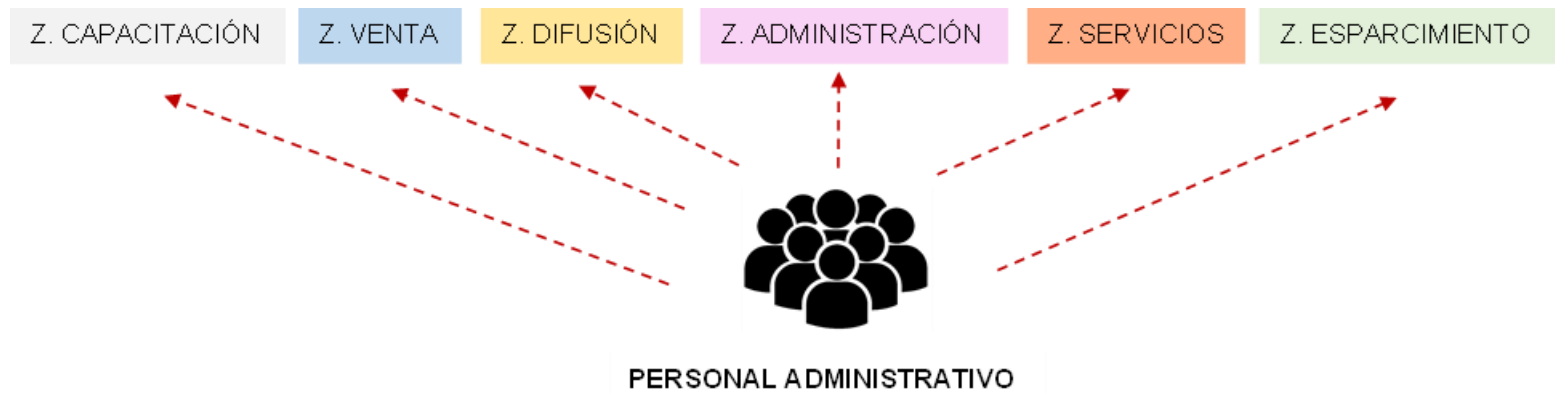 Z. CAPACITACIÓN
Z. VENTA
Z. DIFUSIÓN
Z. ADMINISTRACIÓN
Z. SERVICIOS
Z. ESPARCIMIENTO
PERSONAL ADMINISTRATIVO